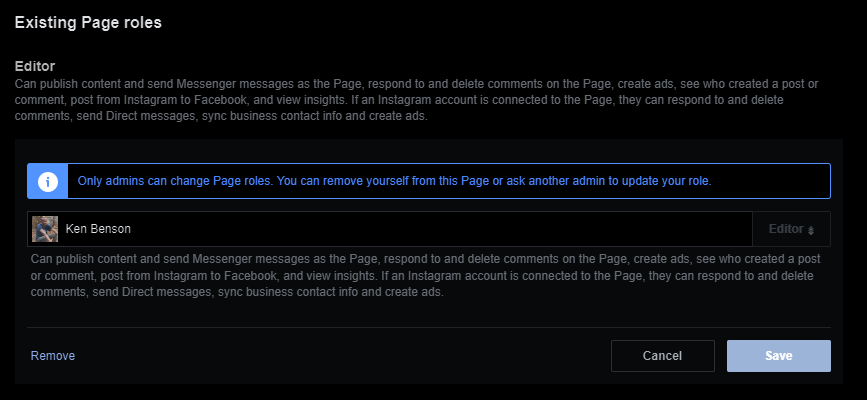 Existing Page roles
Editor
Can publish content and send Messenger messages as the Page, respond to and delete comments on the Page, create ads, see who created a post or
comment, post from Instagram to Facebook, and view insights. If an Instagram account is connected to the Page, they can respond to and delete
comments, send Direct messages, sync business contact info and create ads.
Only admins can change Page roles. You can remove yourself from this Page or ask another admin to update your role.
Ken Benson
Editor
Can publish content and send Messenger messages as the Page, respond to and delete comments on the Page, create ads, see who created a post
or comment, post from Instagram to Facebook, and view insights. If an Instagram account is connected to the Page, they can respond to and delete
comments, send Direct messages, sync business contact info and create ads.
Remove
Cancel
Save